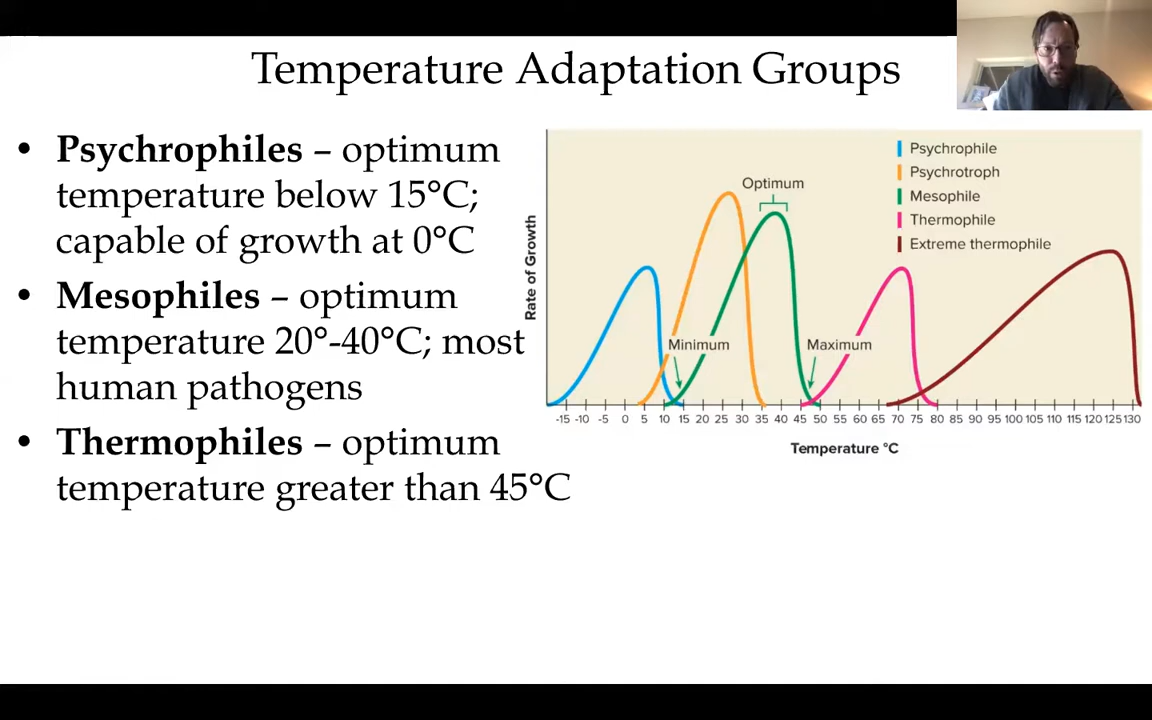 Temperature Adaptation Groups
• Psychrophiles – optimum
temperature below 15°C;
capable of growth at 0°C
• Mesophiles – optimum
temperature 20°-40°C; most
human pathogens
• Thermophiles – optimum
temperature greater than 45°C
Psychrophile
Psychrotroph
Mesophile
Thermophile
Extreme thermophile
Optimum
Rate of Growth
Minimum
Maximum
-15 -10 -5 0 5 10 15 20 25 30 35 40 45 50 55 60 65 70 75 80 85 90 95 100 105 110 115 120 125 130
Temperature °C